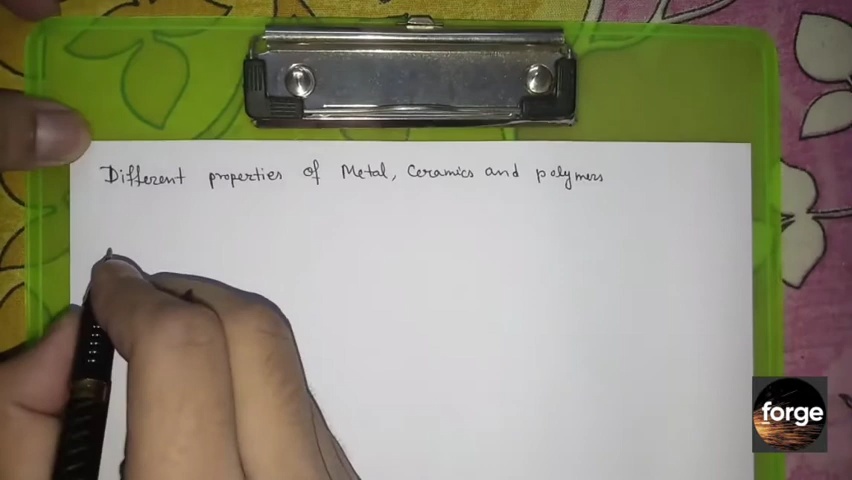 Different properties of Metal, Ceramics and polymers
forge